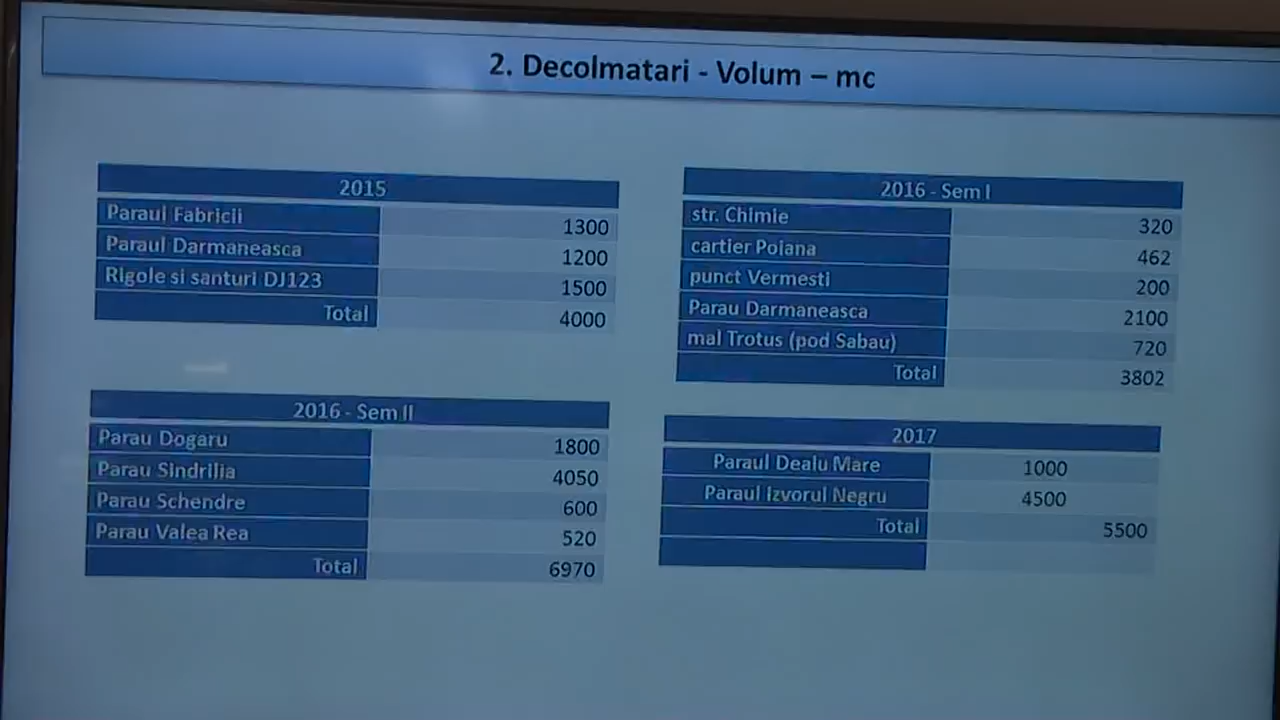 2. Decolmatari - Volum – mc
2015
Paraul Fabricii 1300
Paraul Darmaneasca 1200
Rigole si santuri DJ123 1500
Total 4000
2016 - Sem I
str. Chimie 320
cartier Poiana 462
punct Vermesti 200
Parau Darmaneasca 2100
mal Trotus (pod Sabau) 720
Total 3802
2016 - Sem II
Parau Dogaru 1800
Parau Sindrilia 4050
Parau Schendre 600
Parau Valea Rea 520
Total 6970
2017
Paraul Dealu Mare 1000
Paraul Izvorul Negru 4500
Total 5500